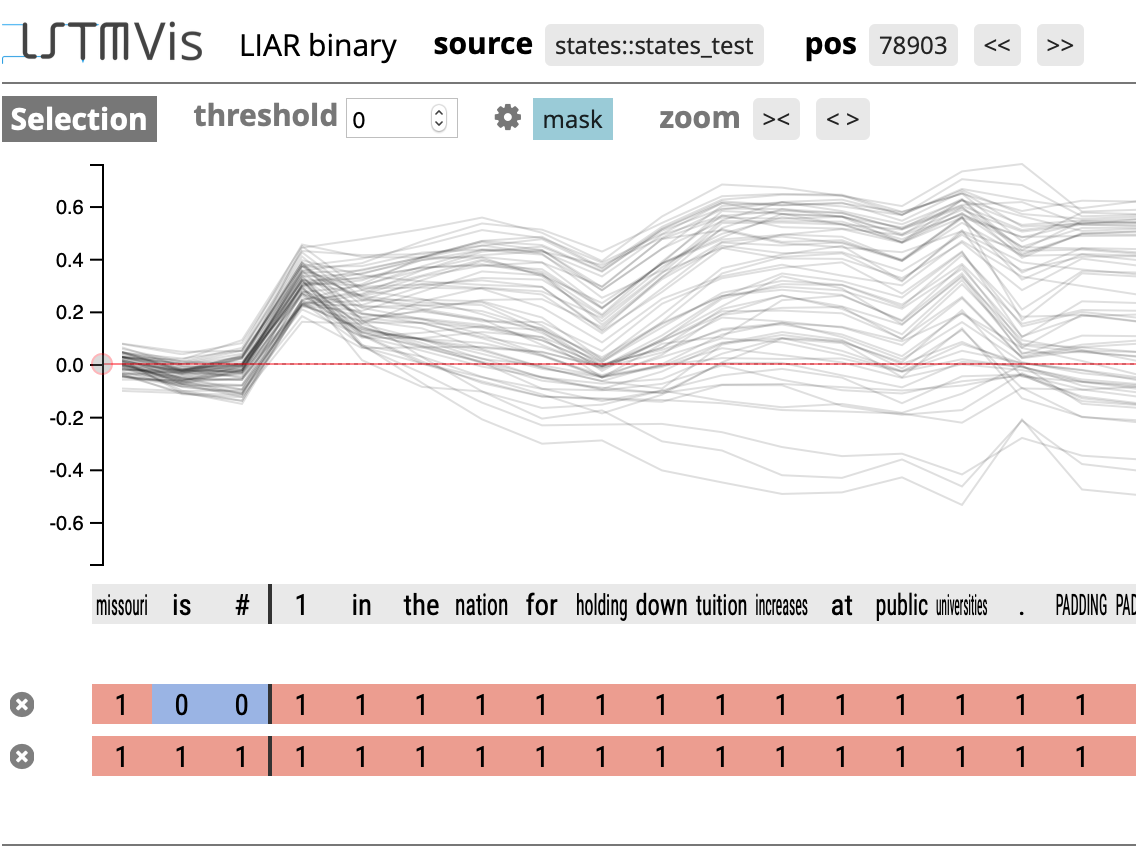 LSTMVis LIAR binary source states::states_test pos 78903 << >>
Selection threshold 0 mask zoom >< < >
0.6
0.4
0.2
0.0
-0.2
-0.4
-0.6
missouri is # 1 in the nation for holding down tuition increases at public universities . PADDING PAD
1 0 0 1 1 1 1 1 1 1 1 1 1 1 1 1 1
1 1 1 1 1 1 1 1 1 1 1 1 1 1 1 1 1